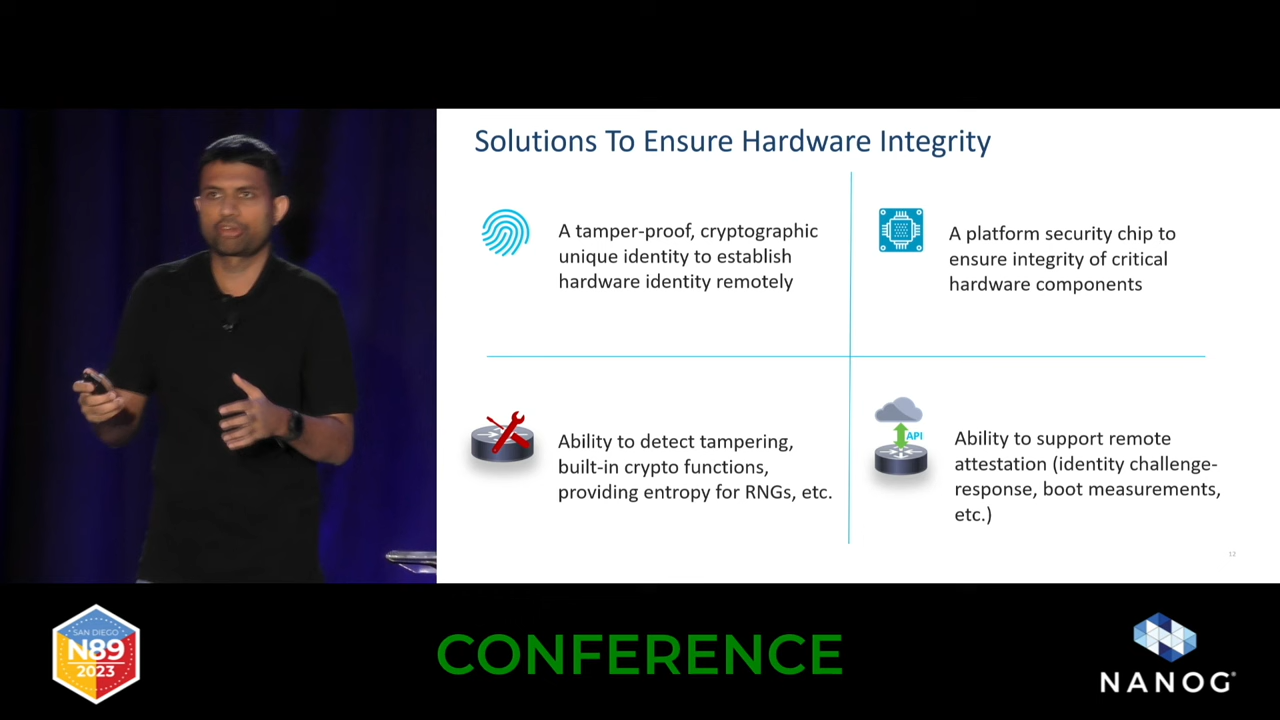 Solutions To Ensure Hardware Integrity
A tamper-proof, cryptographic
unique identity to establish
hardware identity remotely
A platform security chip to
ensure integrity of critical
hardware components
Ability to detect tampering,
built-in crypto functions,
providing entropy for RNGs, etc.
API
Ability to support remote
attestation (identity challenge-
response, boot measurements,
etc.)
12
SAN DIEGO
N89
2023
CONFERENCE
NANOG®